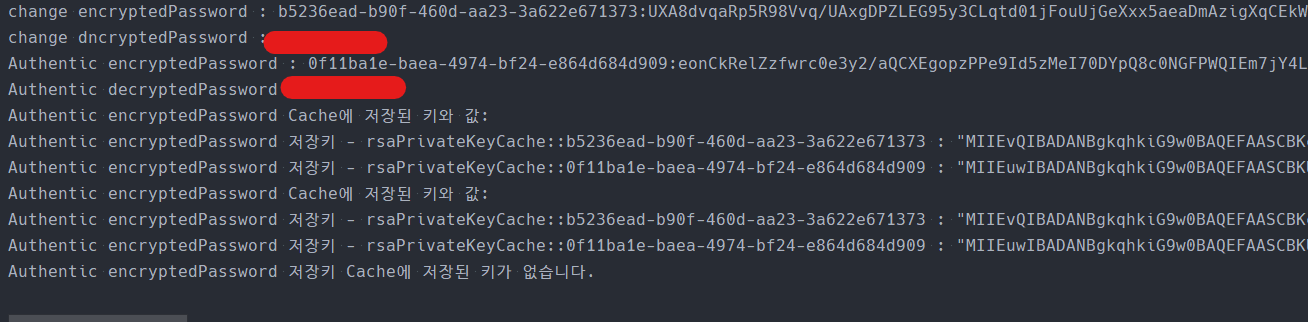 change encryptedPassword : b5236ead-b90f-460d-aa23-3a622e671373:UXA8dvqaRp5R98Vvq/UAxgDPZLEG95y3CLqtd01jFouUjGeXxx5aeaDmAzigXqCEkW
change dncryptedPassword :
Authentic encryptedPassword : 0f11ba1e-baea-4974-bf24-e864d684d909:eonCkRelZzfwrc0e3y2/aQCXEgopzPPe9Id5zMeI70DYpQ8c0NGFPWQIEm7jY4L
Authentic decryptedPassword
Authentic encryptedPassword Cache에 저장된 키와 값:
Authentic encryptedPassword 저장키 - rsaPrivateKeyCache::b5236ead-b90f-460d-aa23-3a622e671373 : "MIIEvQIBADANBgkqhkiG9w0BAQEFAASCBK
Authentic encryptedPassword 저장키 - rsaPrivateKeyCache::0f11ba1e-baea-4974-bf24-e864d684d909 : "MIIEuwIBADANBgkqhkiG9w0BAQEFAASCBK
Authentic encryptedPassword Cache에 저장된 키와 값:
Authentic encryptedPassword 저장키 - rsaPrivateKeyCache::b5236ead-b90f-460d-aa23-3a622e671373 : "MIIEvQIBADANBgkqhkiG9w0BAQEFAASCBK
Authentic encryptedPassword 저장키 - rsaPrivateKeyCache::0f11ba1e-baea-4974-bf24-e864d684d909 : "MIIEuwIBADANBgkqhkiG9w0BAQEFAASCBK
Authentic encryptedPassword 저장키 Cache에 저장된 키가 없습니다.